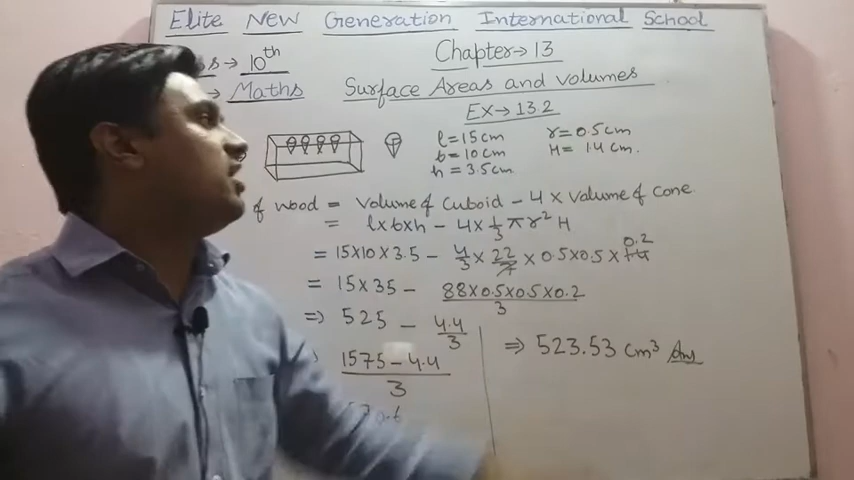 Elite New Generation International School
→ 10th
Chapter → 13
→ Maths
Surface Areas and Volumes
EX → 13.2
l = 15 cm r = 0.5 cm
b = 10 cm H = 1.4 cm.
h = 3.5 cm
of wood = Volume of Cuboid - 4 × Volume of Cone
= l×b×h - 4 × 1/3 π r² H
= 15×10×3.5 - 4/3 × 22/7 × 0.5×0.5× 1.4 0.2
= 15×35 - 88×0.5×0.5×0.2/3
⇒ 525 - 4.4/3
1575 - 4.4/3
⇒ 523.53 cm³ Ans